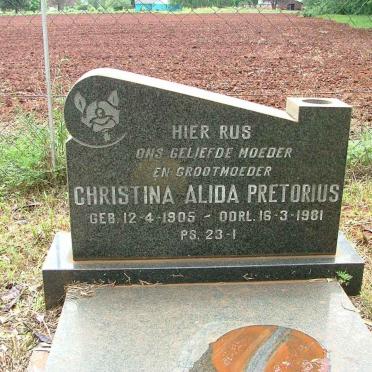 HIER RUS
ONS GELIEFDE MOEDER
EN GROOTMOEDER
CHRISTINA ALIDA PRETORIUS
GEB. 12-4-1905 - OORL. 16-3-1981
PS. 23-1